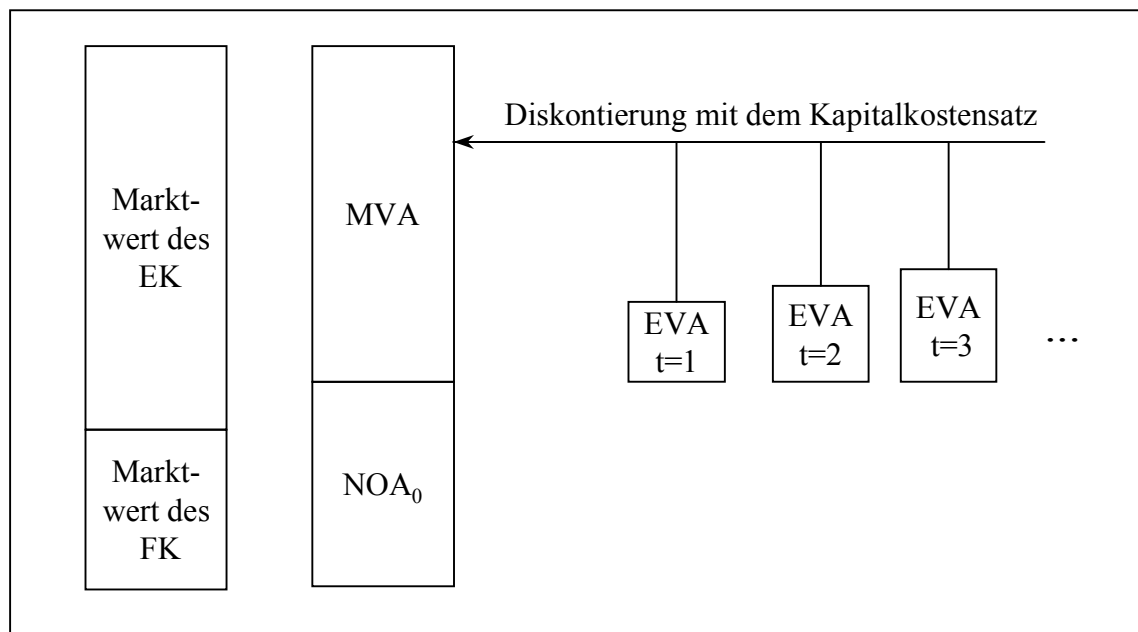 Diskontierung mit dem Kapitalkostensatz
Markt-
wert des
EK
MVA
EVA
t=1
EVA
t=2
EVA
t=3
...
Markt-
wert des
FK
NOA₀